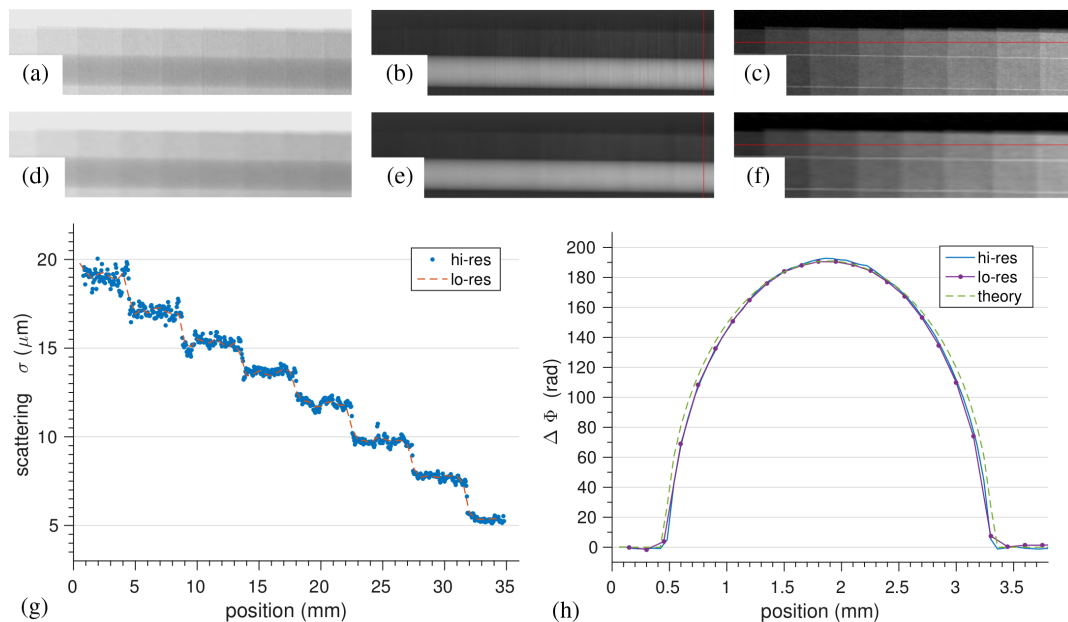 (a)
(b)
(c)
(d)
(e)
(f)
20
15
10
5
scattering σ (μm)
hi-res
lo-res
0 5 10 15 20 25 30 35
position (mm)
(g)
200
180
160
140
120
100
80
60
40
20
0
Δ Φ (rad)
hi-res
lo-res
theory
0 0.5 1 1.5 2 2.5 3 3.5
position (mm)
(h)